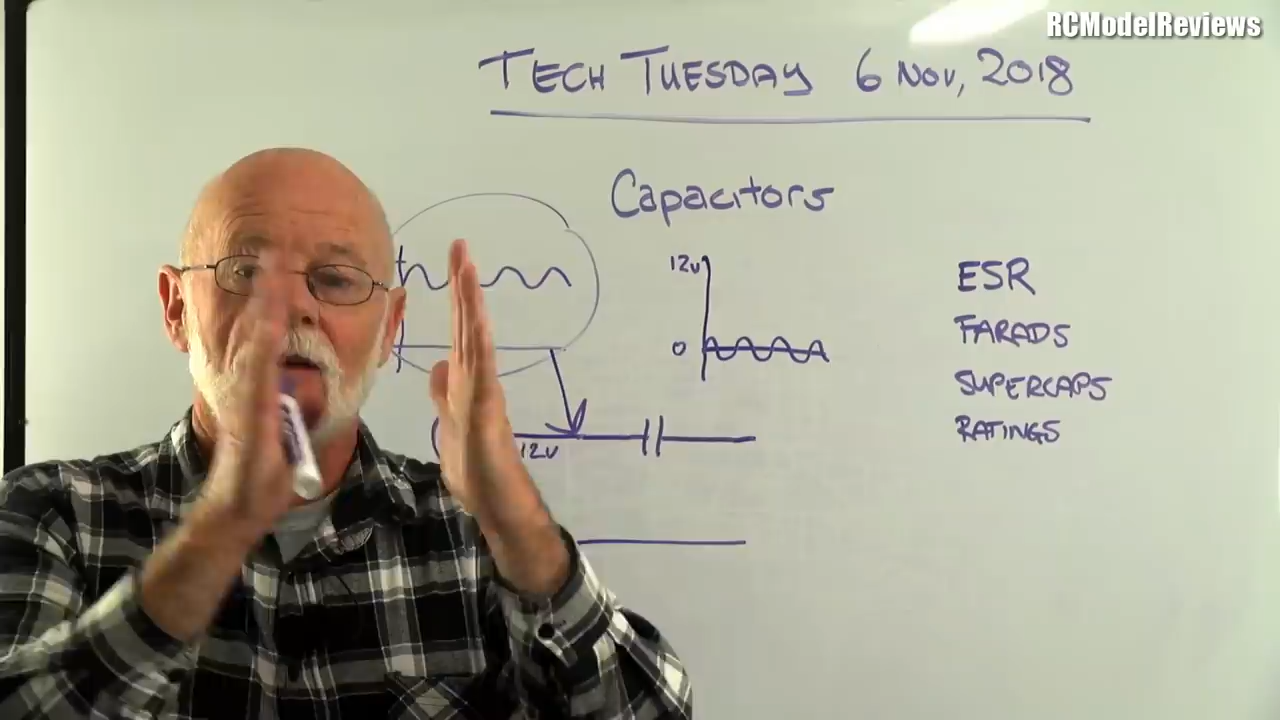 RCModelReviews
TECH TUESDAY 6 NOV, 2018
Capacitors
12v
0
12v
ESR
FARADS
SUPERCAPS
RATINGS